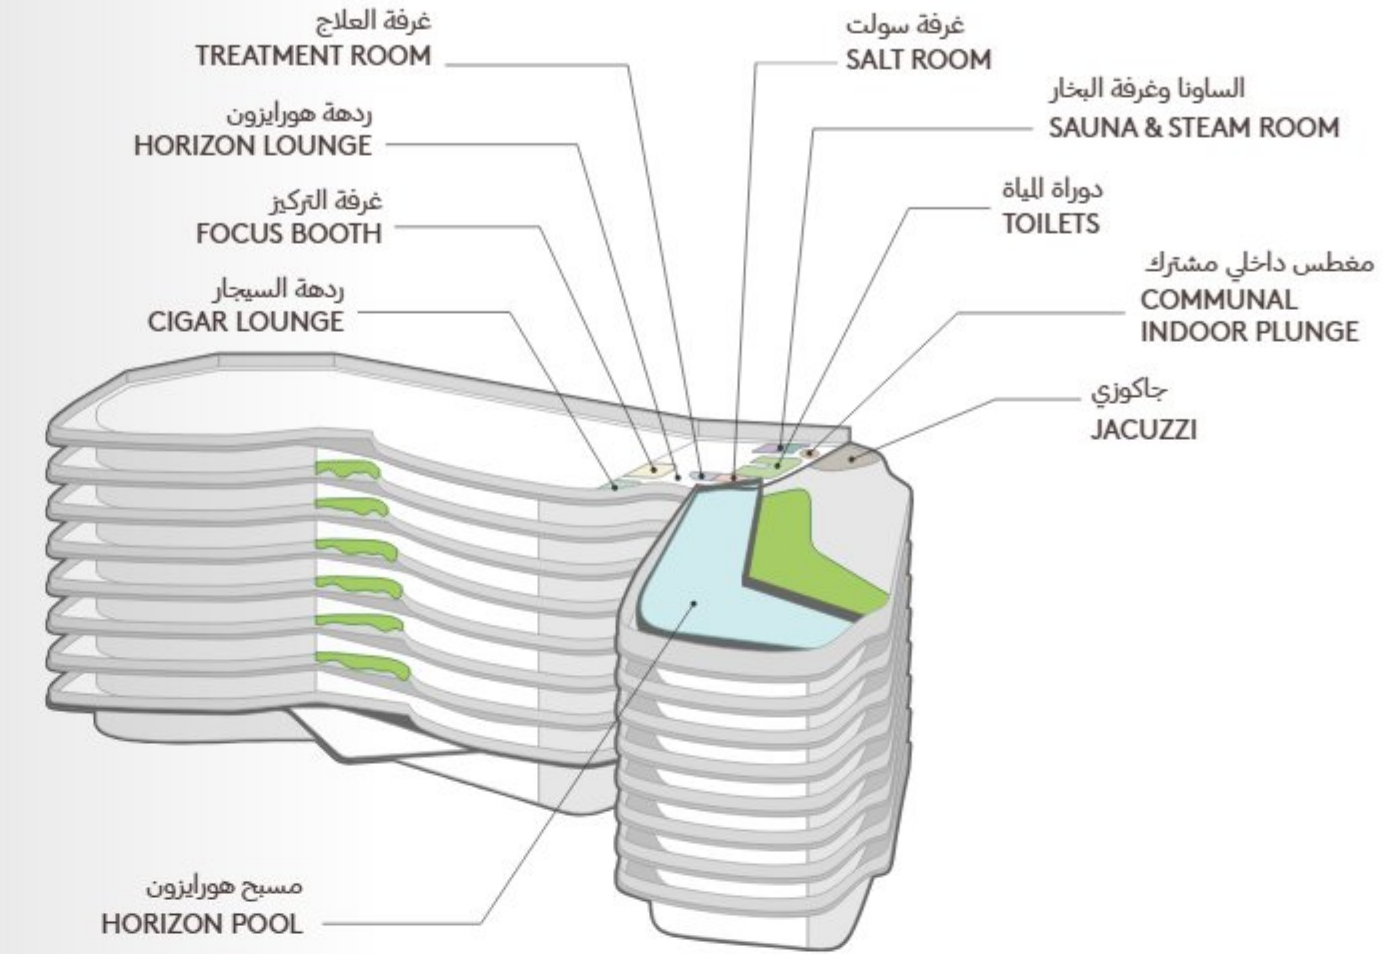 غرفة العلاج
TREATMENT ROOM
ردهة هورايزون
HORIZON LOUNGE
غرفة التركيز
FOCUS BOOTH
ردهة السيجار
CIGAR LOUNGE
غرفة سولت
SALT ROOM
الساونا وغرفة البخار
SAUNA & STEAM ROOM
دوراة المياة
TOILETS
مغطس داخلي مشترك
COMMUNAL
INDOOR PLUNGE
جاكوزي
JACUZZI
مسبح هورايزون
HORIZON POOL